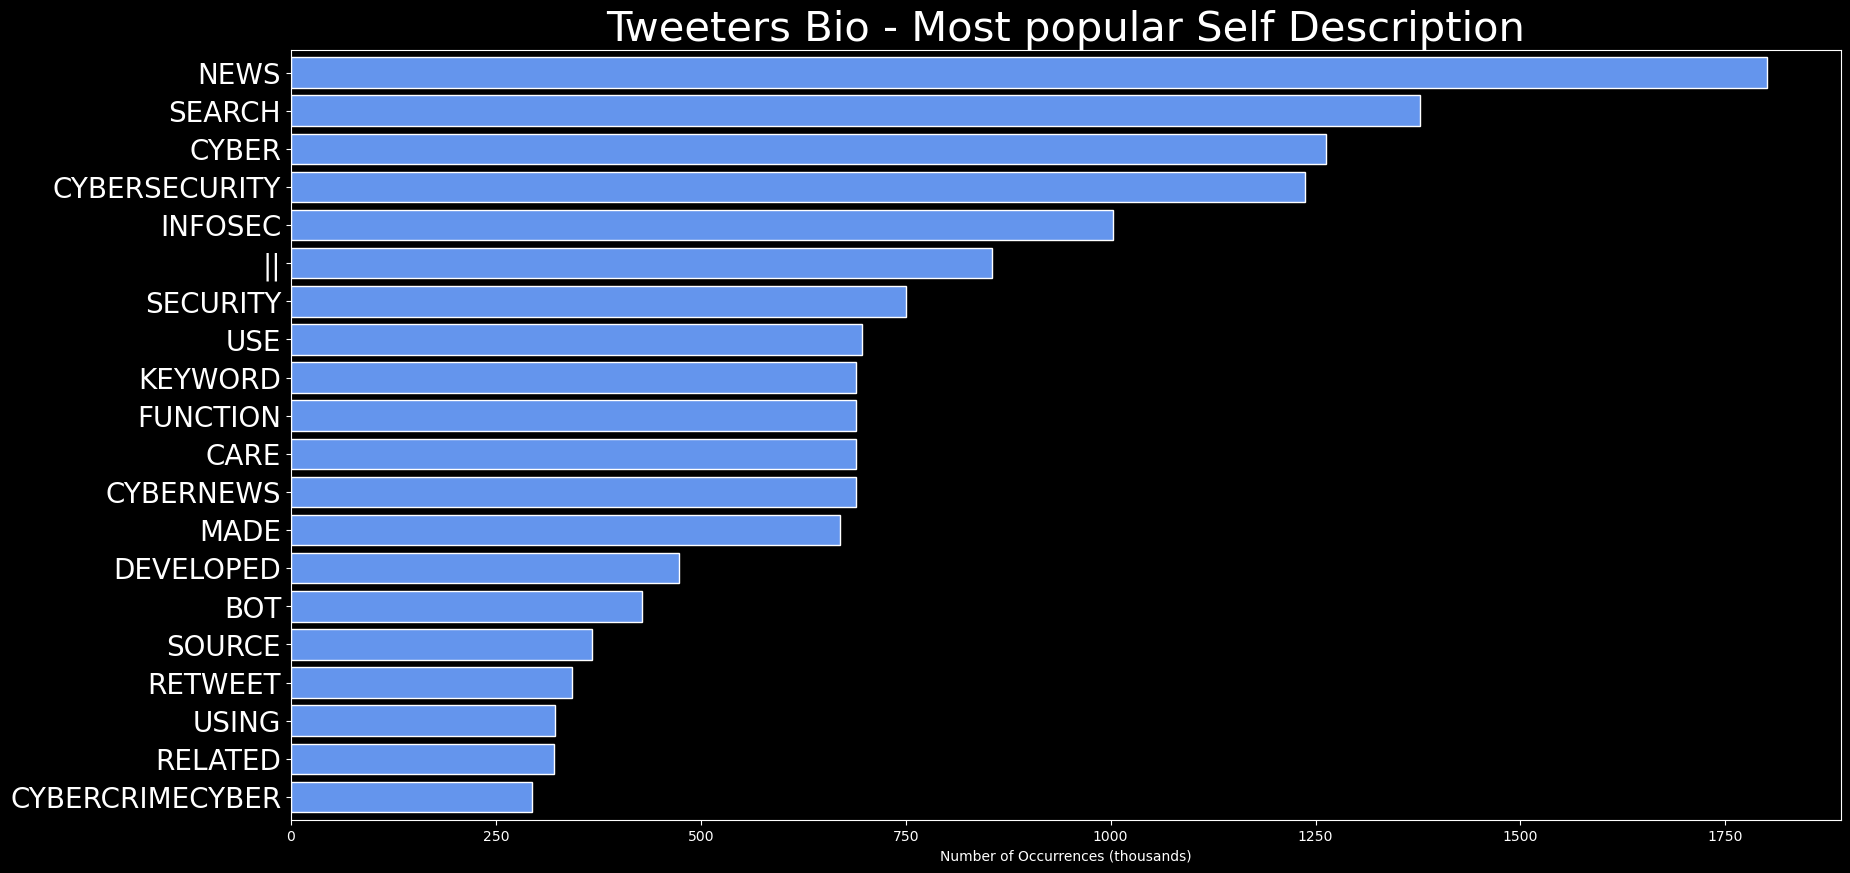 Tweeters Bio - Most popular Self Description
NEWS
SEARCH
CYBER
CYBERSECURITY
INFOSEC
||
SECURITY
USE
KEYWORD
FUNCTION
CARE
CYBERNEWS
MADE
DEVELOPED
BOT
SOURCE
RETWEET
USING
RELATED
CYBERCRIMECYBER
0 250 500 750 1000 1250 1500 1750
Number of Occurrences (thousands)